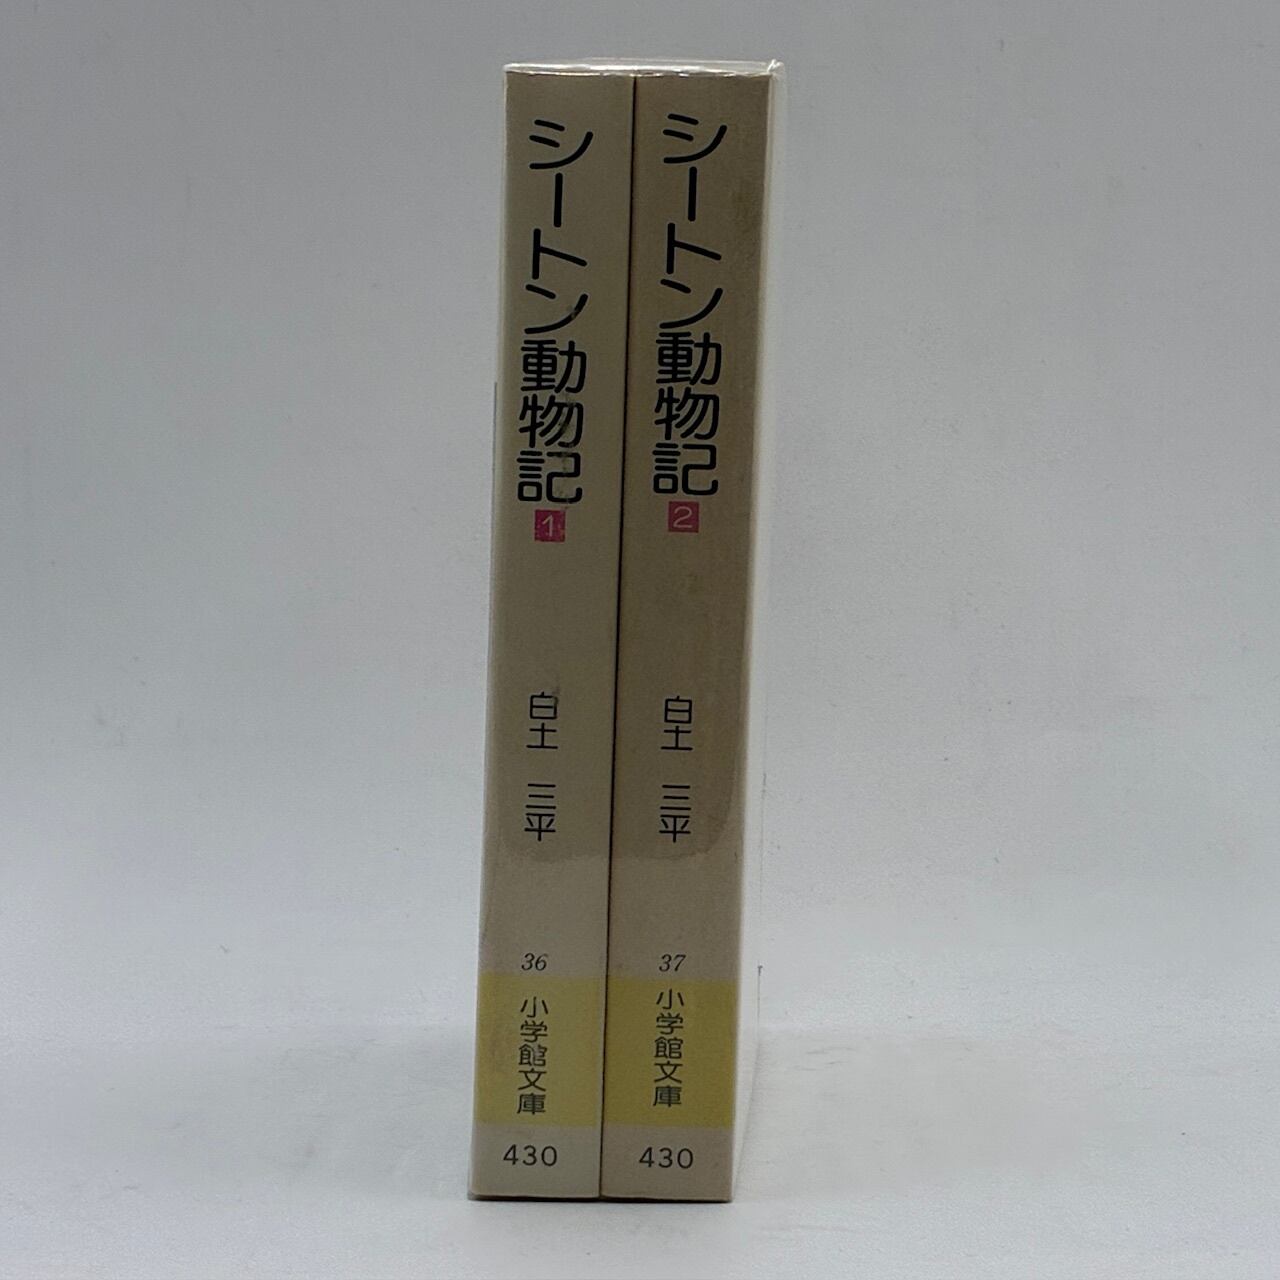 シートン動物記
1
白土 三平
36
小学館文庫
430
シートン動物記
2
白土 三平
37
小学館文庫
430